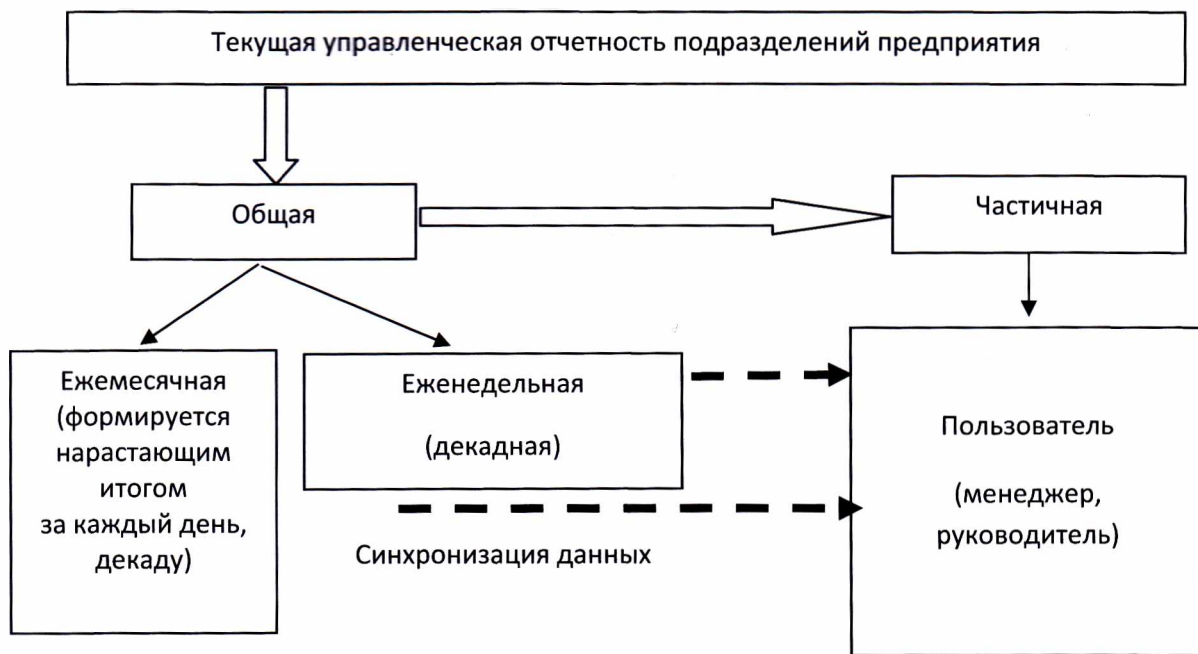 Текущая управленческая отчетность подразделений предприятия
Общая
Частичная
Ежемесячная
(формируется
нарастающим
итогом
за каждый день,
декаду)
Еженедельная
(декадная)
Синхронизация данных
Пользователь
(менеджер,
руководитель)